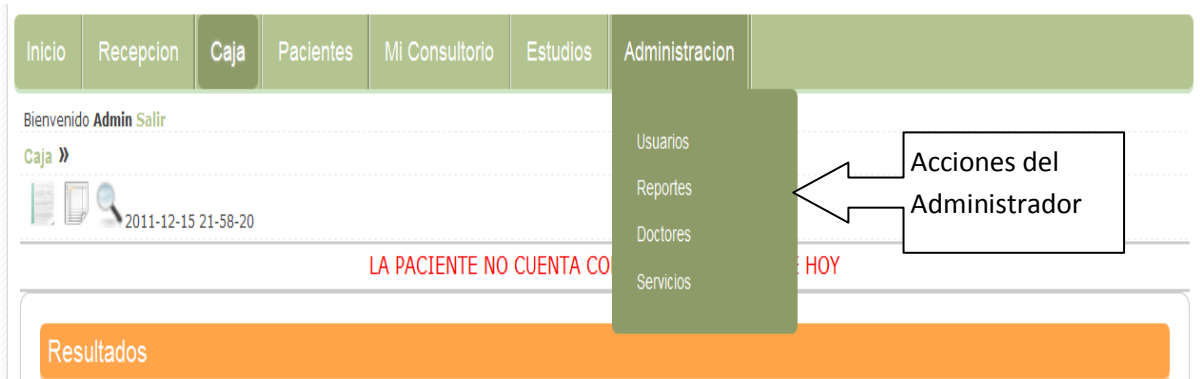 Inicio Recepcion Caja Pacientes Mi Consultorio Estudios Administracion
Bienvenido Admin Salir
Caja »
2011-12-15 21-58-20
Usuarios
Reportes
Doctores
Servicios
Acciones del
Administrador
LA PACIENTE NO CUENTA HOY
Resultados